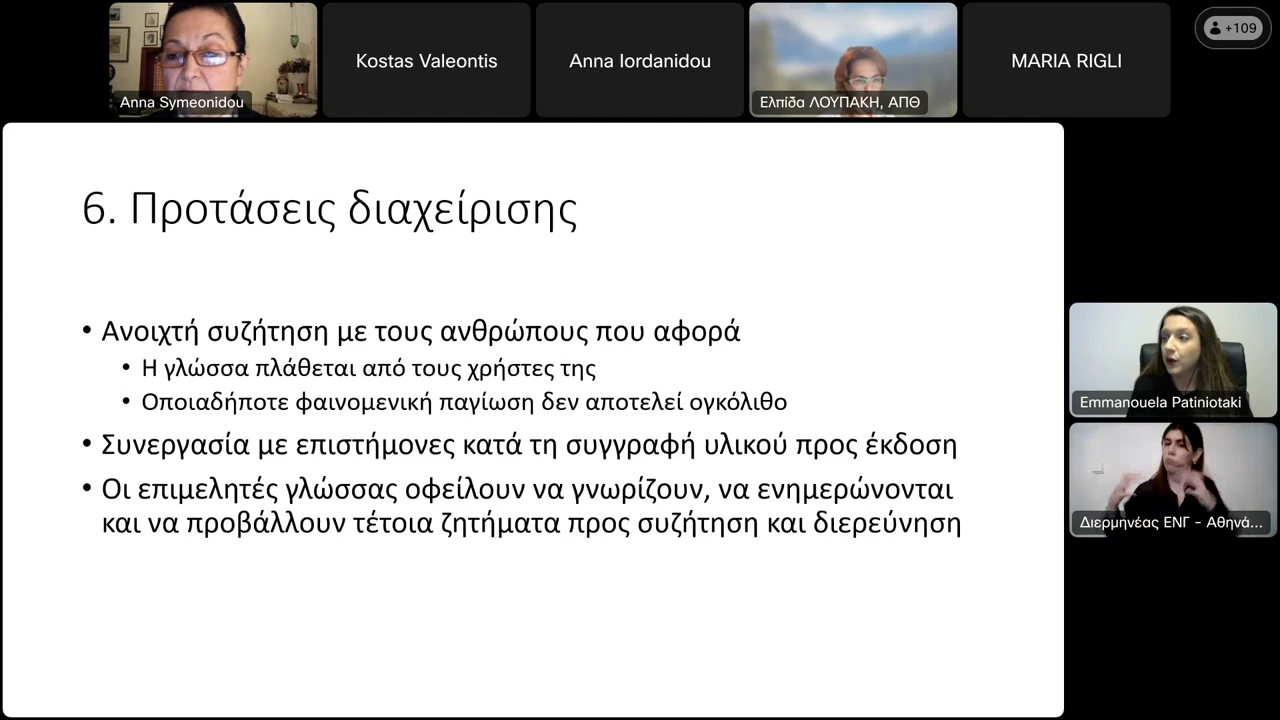 Anna Symeonidou
Kostas Valeontis
Anna Iordanidou
Ελπίδα ΛΟΥΠΑΚΗ, ΑΠΘ
MARIA RIGLI
+109
6. Προτάσεις διαχείρισης
• Ανοιχτή συζήτηση με τους ανθρώπους που αφορά
• Η γλώσσα πλάθεται από τους χρήστες της
• Οποιαδήποτε φαινομενική παγίωση δεν αποτελεί ογκόλιθο
• Συνεργασία με επιστήμονες κατά τη συγγραφή υλικού προς έκδοση
• Οι επιμελητές γλώσσας οφείλουν να γνωρίζουν, να ενημερώνονται
και να προβάλλουν τέτοια ζητήματα προς συζήτηση και διερεύνηση
Emmanouela Patiniotaki
Διερμηνέας ΕΝΓ - Αθηνά...